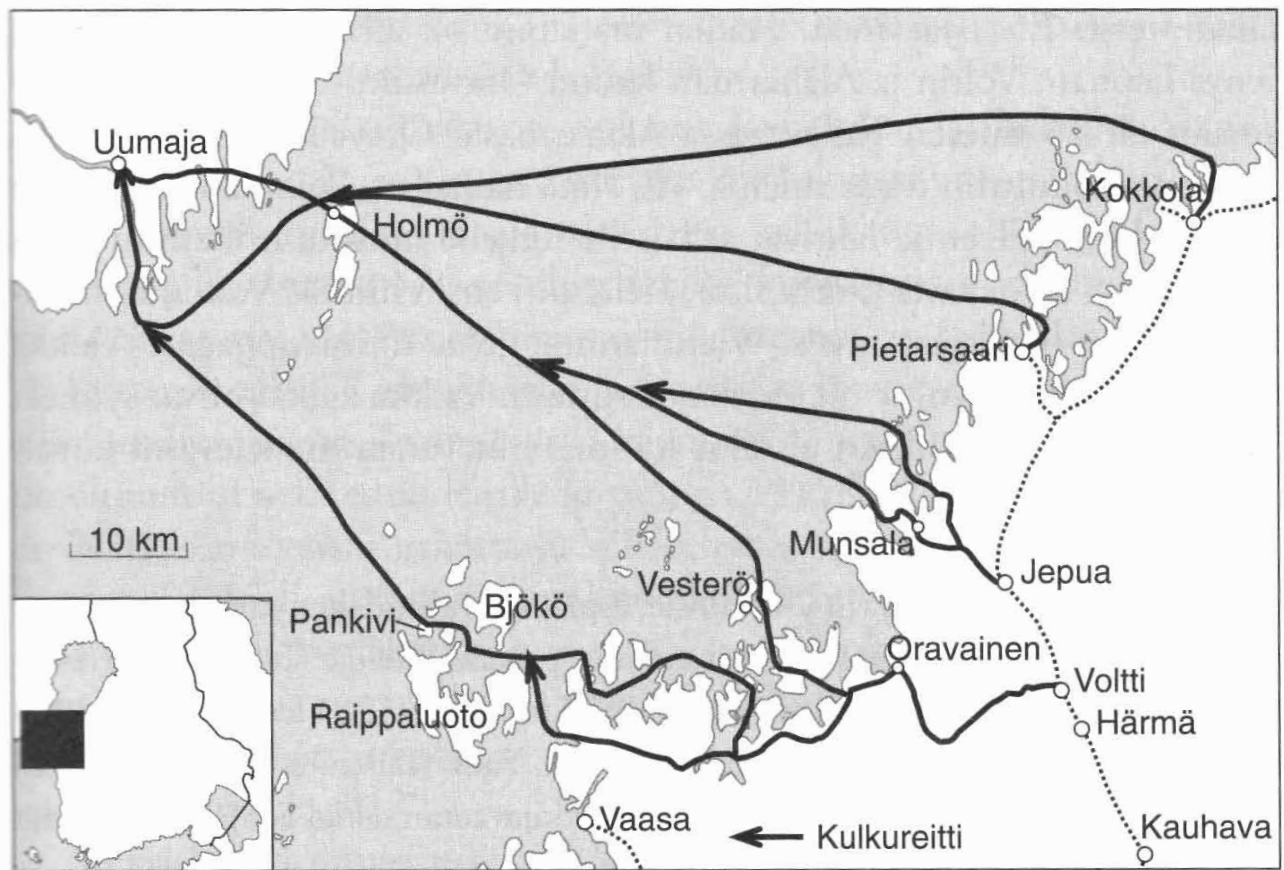 Uumaja
Kokkola
Holmö
Pietarsaari
10 km
Munsala
Jepua
Vesterö
Björkö
Pankivi
Oravainen
Voltti
Raippaluoto
Härmä
Vaasa
Kulkureitti
Kauhava